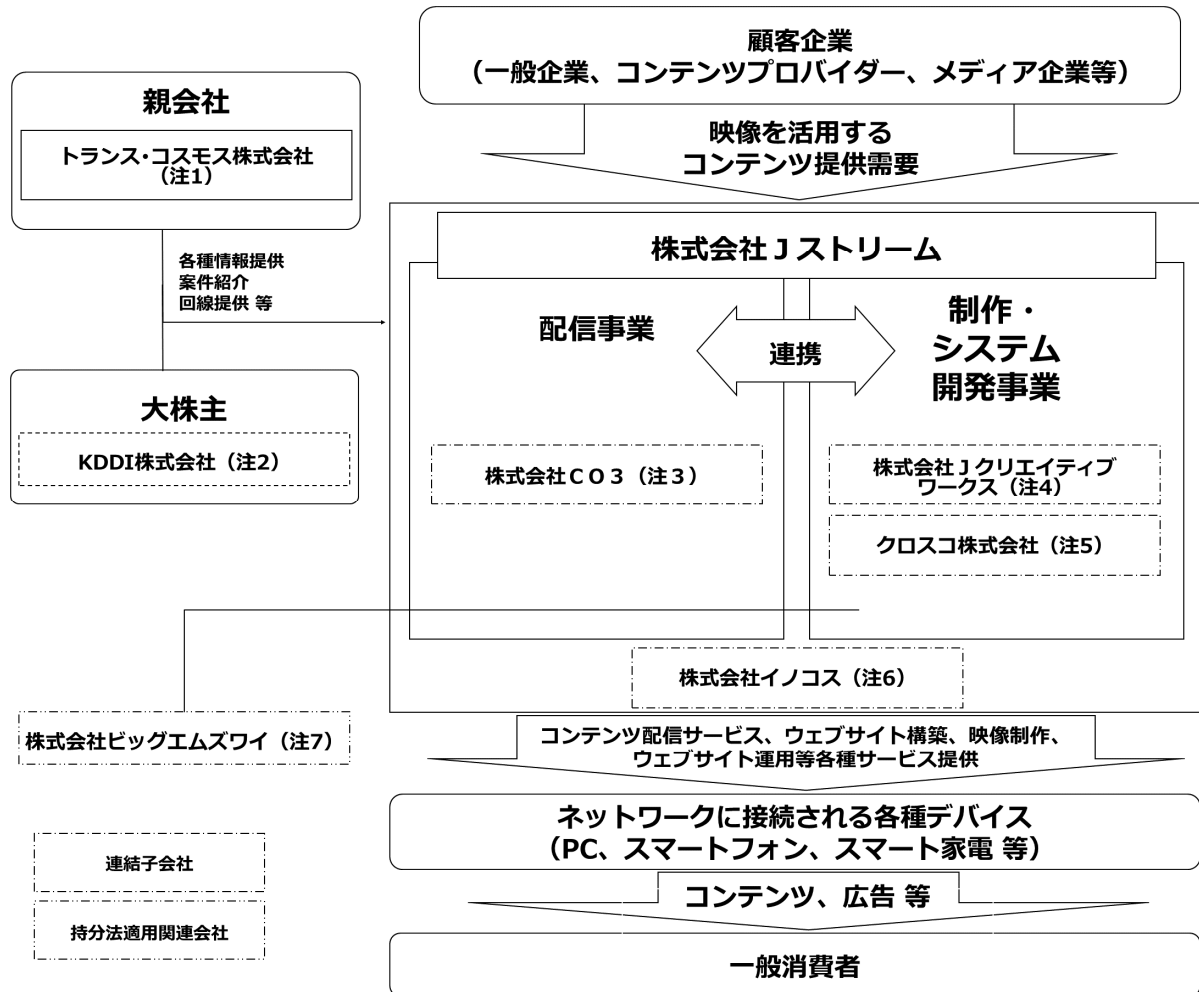 顧客企業
（一般企業、コンテンツプロバイダー、メディア企業等）
親会社
トランス・コスモス株式会社
（注1）
映像を活用する
コンテンツ提供需要
株式会社Ｊストリーム
各種情報提供
案件紹介
回線提供 等
配信事業
連携
制作・
システム
開発事業
大株主
KDDI株式会社（注2）
株式会社ＣＯ３（注３）
株式会社Ｊクリエイティブ
ワークス（注4）
クロスコ株式会社（注5）
株式会社イノコス（注6）
株式会社ビッグエムズワイ（注7）
コンテンツ配信サービス、ウェブサイト構築、映像制作、
ウェブサイト運用等各種サービス提供
ネットワークに接続される各種デバイス
（PC、スマートフォン、スマート家電 等）
連結子会社
コンテンツ、広告 等
持分法適用関連会社
一般消費者